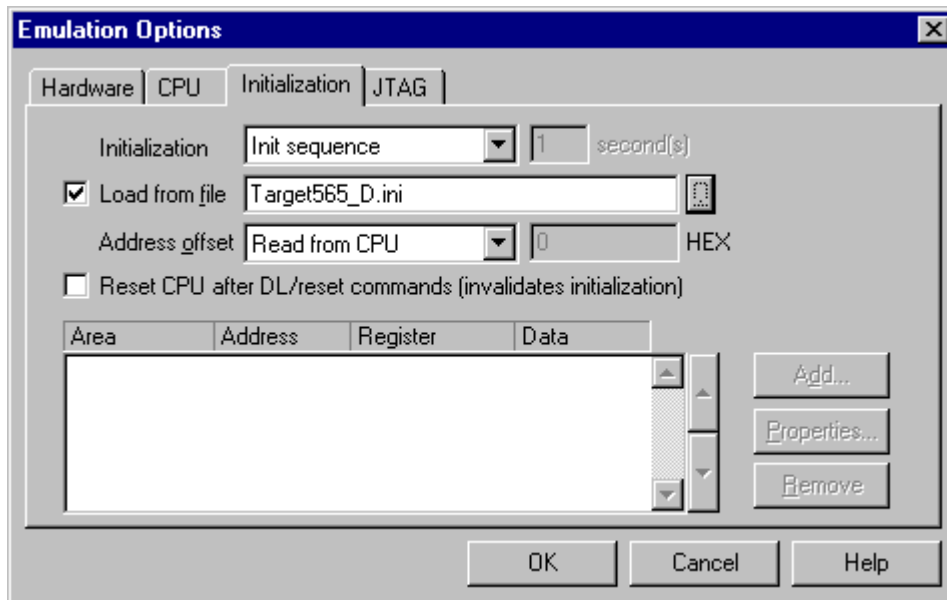 Emulation Options
Hardware CPU Initialization JTAG
Initialization Init sequence 1 second(s)
Load from file Target565_D.ini ...
Address offset Read from CPU 0 HEX
Reset CPU after DL/reset commands (invalidates initialization)
Area Address Register Data
Add...
Properties...
Remove
OK Cancel Help